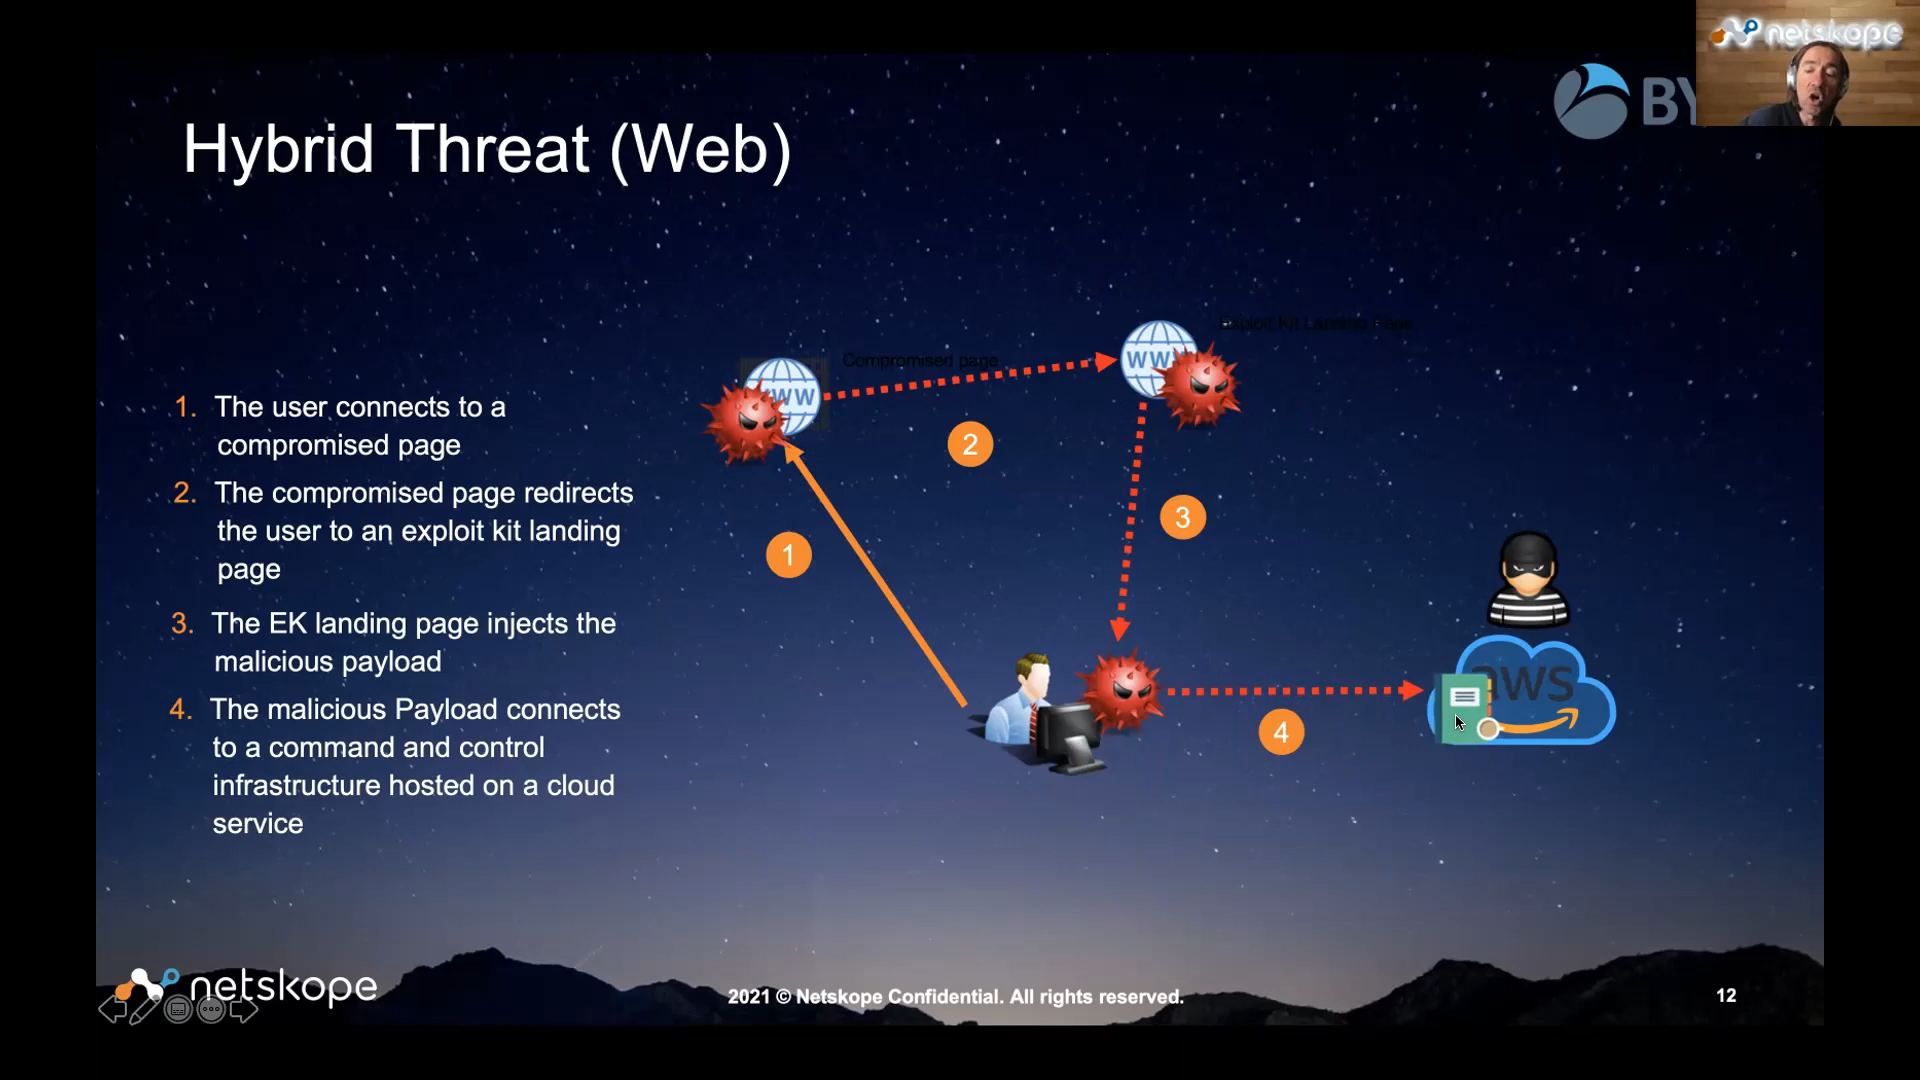 netskope
BY
Hybrid Threat (Web)
Exploit Kit Landing Page
Compromised page
WWW
WW
1. The user connects to a
compromised page
2. The compromised page redirects
the user to an exploit kit landing
page
3. The EK landing page injects the
malicious payload
4. The malicious Payload connects
to a command and control
infrastructure hosted on a cloud
service
2
3
1
4
aws
netskope
2021 © Netskope Confidential. All rights reserved.
12